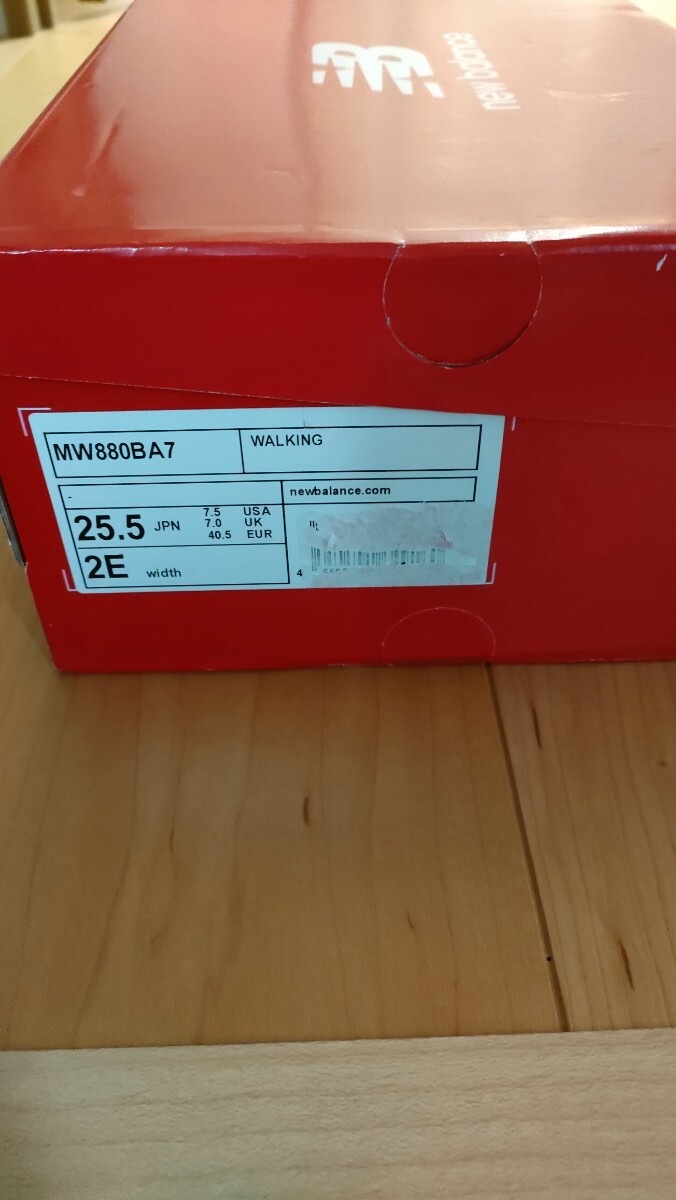 new balance
MW880BA7
WALKING
-
newbalance.com
25.5 JPN
7.5 USA
7.0 UK
40.5 EUR
2E width
4